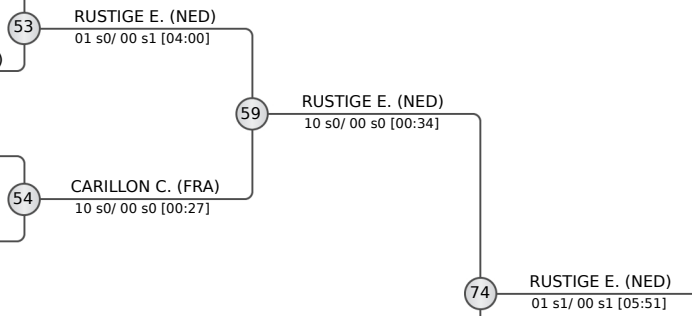 53
RUSTIGE E. (NED)
01 s0/ 00 s1 [04:00]
)
59
RUSTIGE E. (NED)
10 s0/ 00 s0 [00:34]
54
CARILLON C. (FRA)
10 s0/ 00 s0 [00:27]
74
RUSTIGE E. (NED)
01 s1/ 00 s1 [05:51]